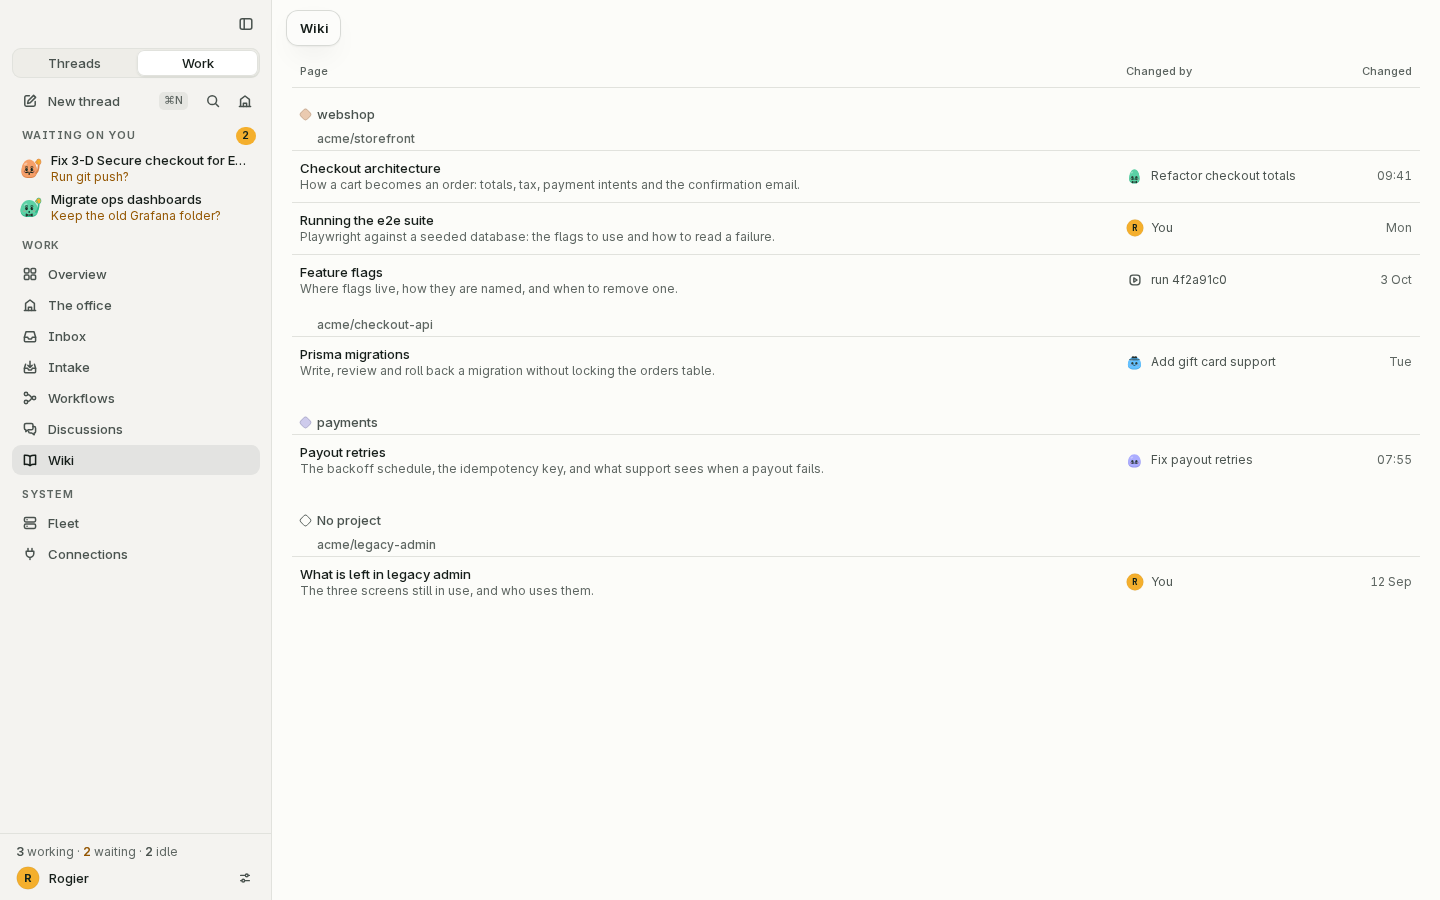 Threads
Work
New thread
⌘N
WAITING ON YOU
2
Fix 3-D Secure checkout for E…
Run git push?
Migrate ops dashboards
Keep the old Grafana folder?
WORK
Overview
The office
Inbox
Intake
Workflows
Discussions
Wiki
SYSTEM
Fleet
Connections
3 working · 2 waiting · 2 idle
R
Rogier
Wiki
Page
Changed by
Changed
webshop
acme/storefront
Checkout architecture
How a cart becomes an order: totals, tax, payment intents and the confirmation email.
Refactor checkout totals
09:41
Running the e2e suite
Playwright against a seeded database: the flags to use and how to read a failure.
R
You
Mon
Feature flags
Where flags live, how they are named, and when to remove one.
run 4f2a91c0
3 Oct
acme/checkout-api
Prisma migrations
Write, review and roll back a migration without locking the orders table.
Add gift card support
Tue
payments
Payout retries
The backoff schedule, the idempotency key, and what support sees when a payout fails.
Fix payout retries
07:55
No project
acme/legacy-admin
What is left in legacy admin
The three screens still in use, and who uses them.
R
You
12 Sep